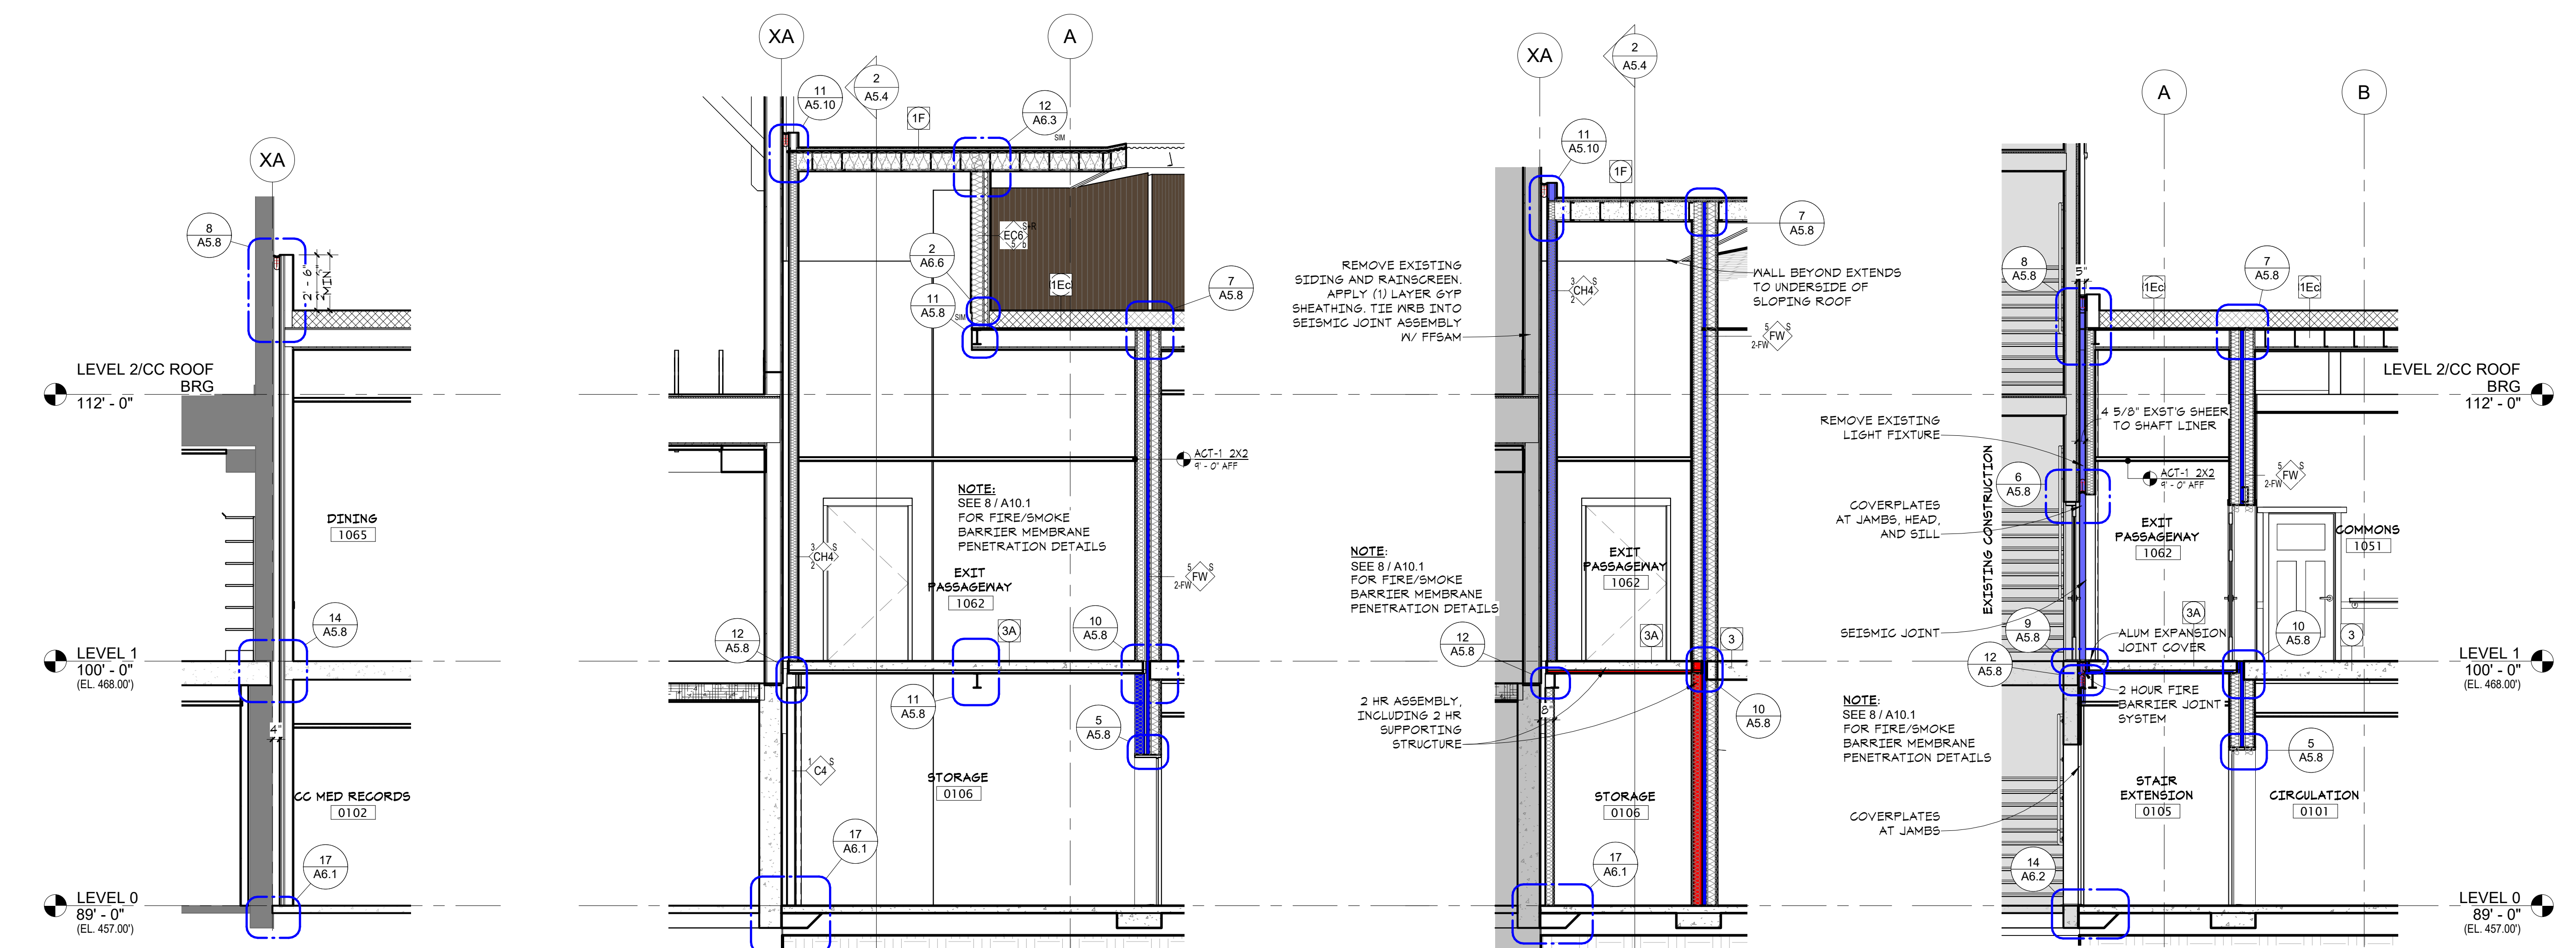 XA
8
A5.8
2' - 6"
2'
MIN.
LEVEL 2/CC ROOF
BRG
112' - 0"
DINING
1065
14
A5.8
LEVEL 1
100' - 0"
(EL. 468.00')
4"
CC MED RECORDS
0102
17
A6.1
LEVEL 0
89' - 0"
(EL. 457.00')
XA
A
11
A5.10
2
A5.4
1F
12
A6.3
SIM
S+R
EC6
5 b
2
A6.6
1Ec
11
A5.8
SIM
7
A5.8
ACT-1 2X2
9' - 0" AFF
NOTE:
SEE 8 / A10.1
FOR FIRE/SMOKE
BARRIER MEMBRANE
PENETRATION DETAILS
3 S
CH4
2
EXIT
PASSAGEWAY
1062
5 S
FW
2-FW
12
A5.8
3A
10
A5.8
11
A5.8
5
A5.8
1 S
C4
STORAGE
0106
17
A6.1
XA
2
A5.4
11
A5.10
1F
7
A5.8
REMOVE EXISTING
SIDING AND RAINSCREEN.
APPLY (1) LAYER GYP
SHEATHING. TIE WRB INTO
SEISMIC JOINT ASSEMBLY
W/ FFSAM
3 S
CH4
2
WALL BEYOND EXTENDS
TO UNDERSIDE OF
SLOPING ROOF
5 S
FW
2-FW
NOTE:
SEE 8 / A10.1
FOR FIRE/SMOKE
BARRIER MEMBRANE
PENETRATION DETAILS
EXIT
PASSAGEWAY
1062
12
A5.8
3A
3
2 HR ASSEMBLY,
INCLUDING 2 HR
SUPPORTING
STRUCTURE
8"
10
A5.8
STORAGE
0106
17
A6.1
A
B
8
A5.8
5"
1Ec
7
A5.8
1Ec
LEVEL 2/CC ROOF
BRG
112' - 0"
REMOVE EXISTING
LIGHT FIXTURE
4 5/8" EXST'G SHEER
TO SHAFT LINER
ACT-1 2X2
9' - 0" AFF
5 S
FW
2-FW
6
A5.8
EXISTING CONSTRUCTION
COVERPLATES
AT JAMBS, HEAD,
AND SILL
EXIT
PASSAGEWAY
1062
COMMONS
1051
SEISMIC JOINT
9
A5.8
3A
ALUM EXPANSION
JOINT COVER
10
A5.8
3
12
A5.8
LEVEL 1
100' - 0"
(EL. 468.00')
2 HOUR FIRE
BARRIER JOINT
SYSTEM
NOTE:
SEE 8 / A10.1
FOR FIRE/SMOKE
BARRIER MEMBRANE
PENETRATION DETAILS
5
A5.8
STAIR
EXTENSION
0105
CIRCULATION
0101
COVERPLATES
AT JAMBS
14
A6.2
LEVEL 0
89' - 0"
(EL. 457.00')